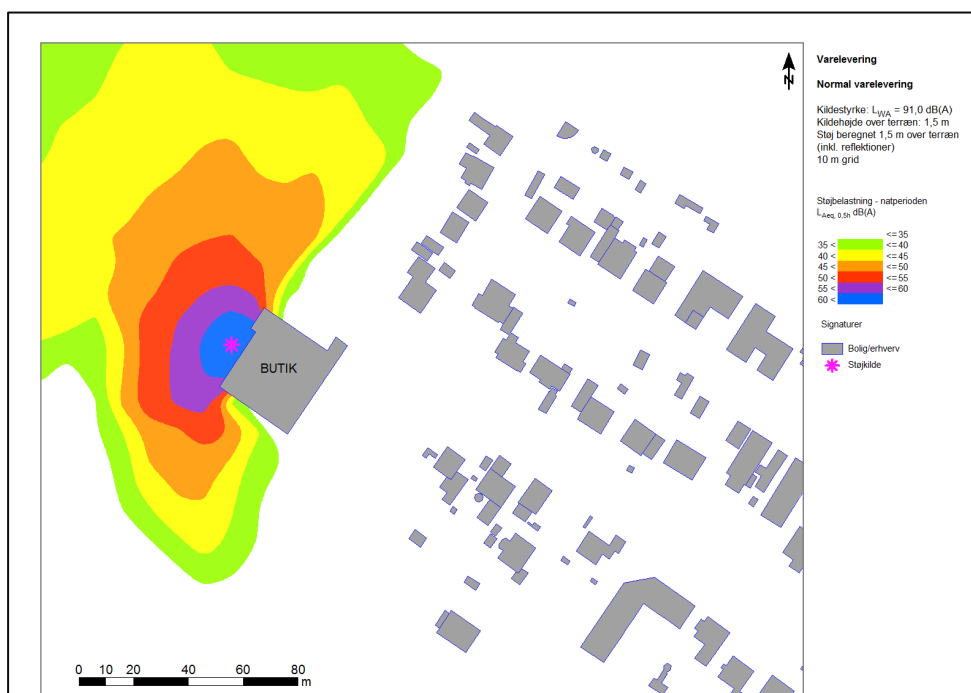 Varelevering
Normal varelevering
Kildestyrke: LWA = 91,0 dB(A)
Kildehøjde over terræn: 1,5 m
Støj beregnet 1,5 m over terræn
(inkl. reflektioner)
10 m grid
Støjbelastning - natperioden
LAeq, 0,5h dB(A)
<= 35
35 < <= 40
40 < <= 45
45 < <= 50
50 < <= 55
55 < <= 60
60 <
Signaturer
Bolig/erhverv
Støjkilde
N
BUTIK
0 10 20 40 60 80
m